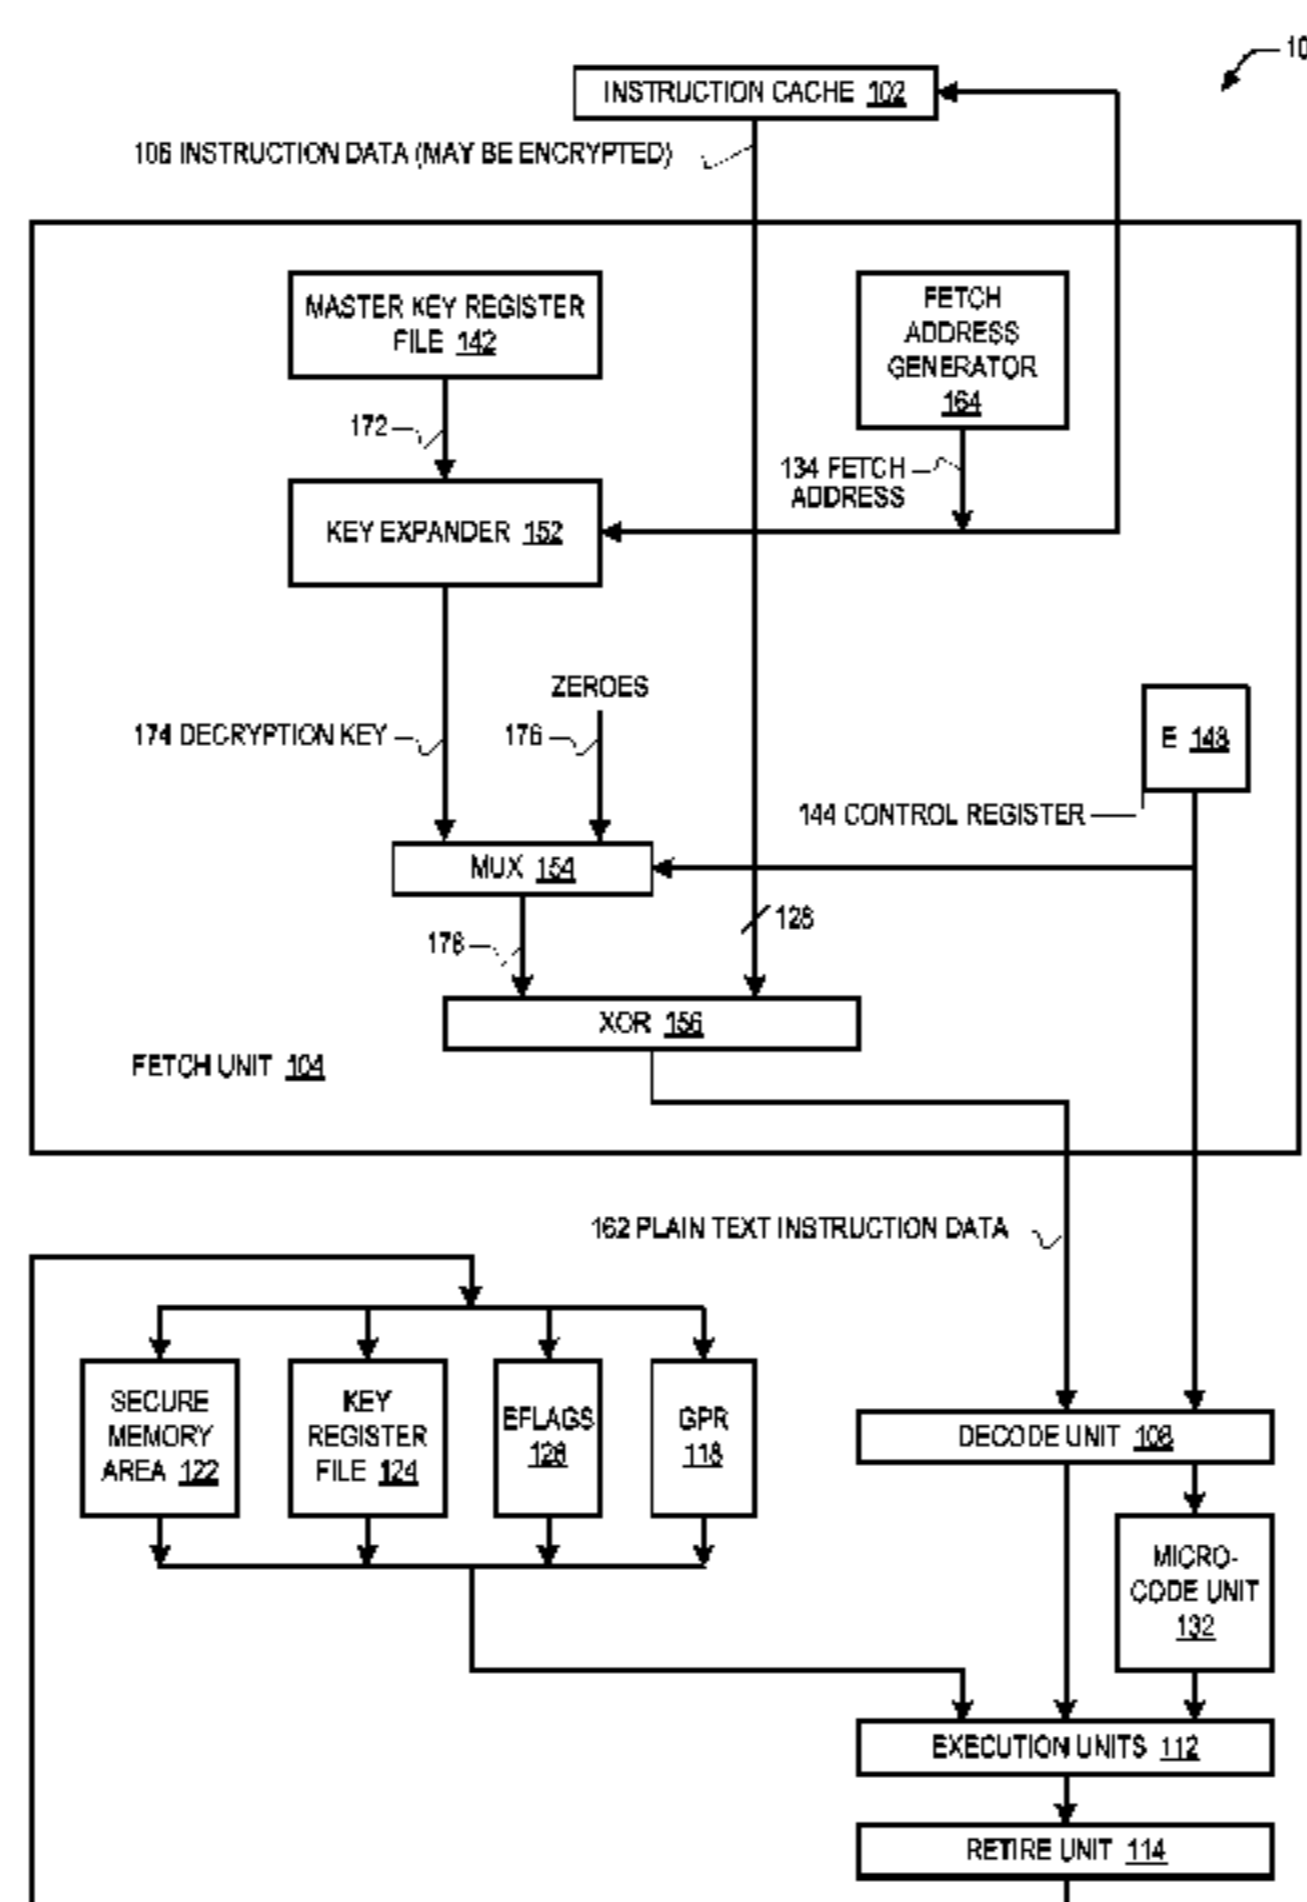 10
INSTRUCTION CACHE 102
106 INSTRUCTION DATA (MAY BE ENCRYPTED)
MASTER KEY REGISTER
FILE 142
FETCH
ADDRESS
GENERATOR
164
172
134 FETCH
ADDRESS
KEY EXPANDER 152
ZEROES
174 DECRYPTION KEY
176
E 148
144 CONTROL REGISTER
MUX 154
178
128
XOR 156
FETCH UNIT 104
162 PLAIN TEXT INSTRUCTION DATA
SECURE
MEMORY
AREA 122
KEY
REGISTER
FILE 124
EFLAGS
128
GPR
118
DECODE UNIT 108
MICRO-
CODE UNIT
132
EXECUTION UNITS 112
RETIRE UNIT 114